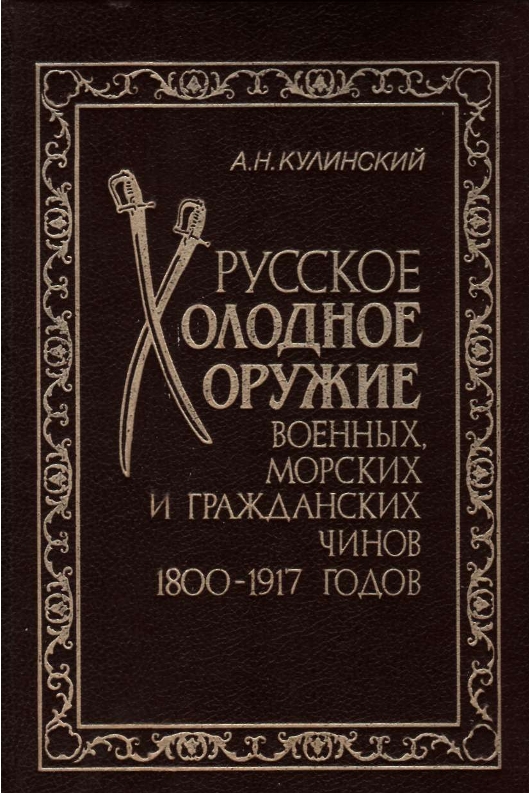 А.Н.КУЛИНСКИЙ
РУССКОЕ
ХОЛОДНОЕ
ОРУЖИЕ
ВОЕННЫХ,
МОРСКИХ
И ГРАЖДАНСКИХ
ЧИНОВ
1800-1917 ГОДОВ